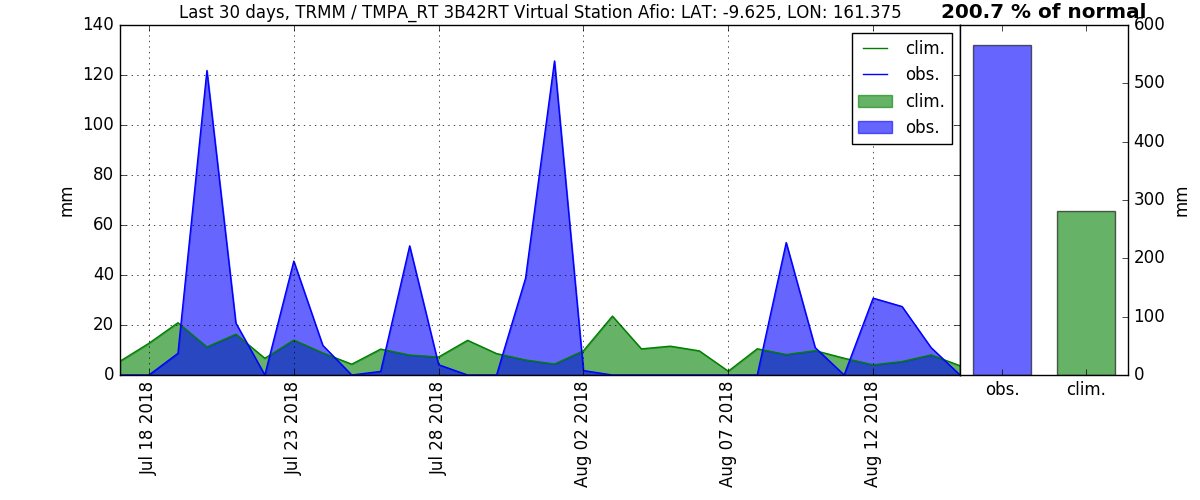 Last 30 days, TRMM / TMPA_RT 3B42RT Virtual Station Afio: LAT: -9.625, LON: 161.375
200.7 % of normal
140
120
100
80
60
40
20
0
mm
clim.
obs.
clim.
obs.
600
500
400
300
200
100
0
mm
Jul 18 2018
Jul 23 2018
Jul 28 2018
Aug 02 2018
Aug 07 2018
Aug 12 2018
obs.
clim.